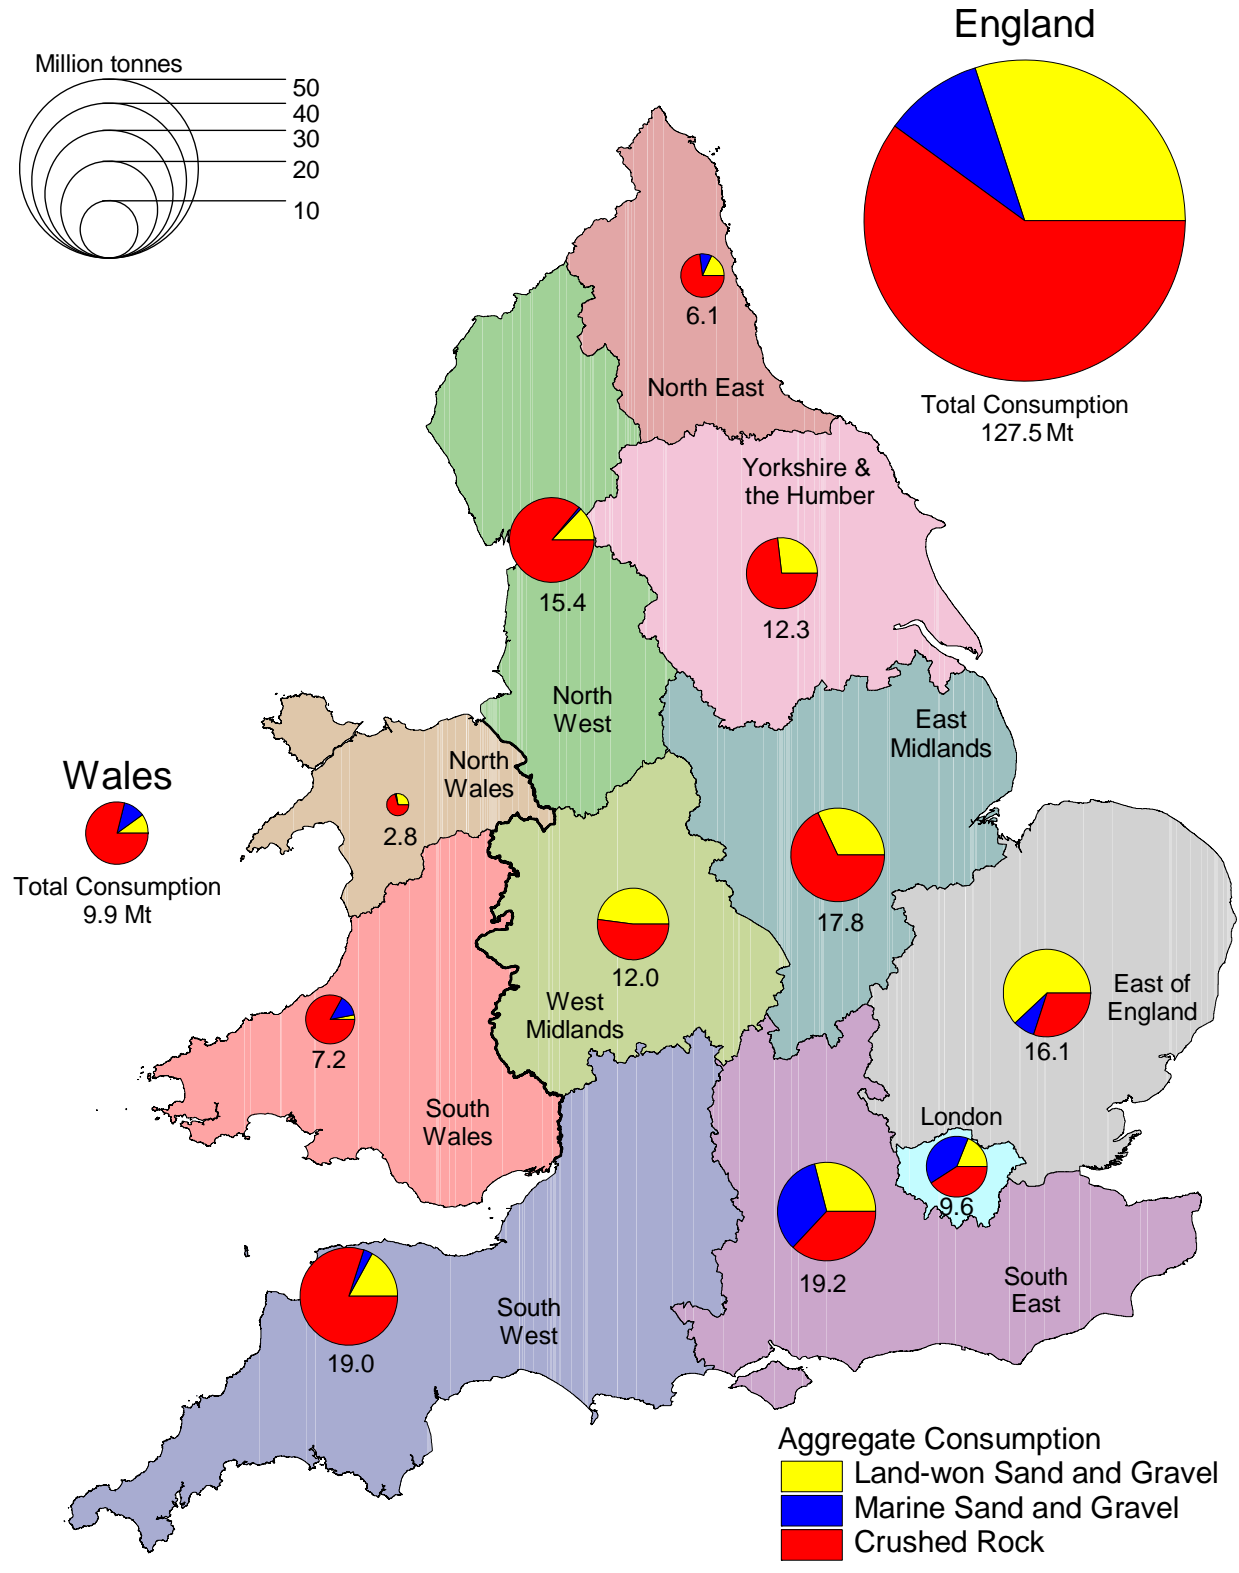 England
Million tonnes
50
40
30
20
10
6.1
North East
Total Consumption
127.5 Mt
Yorkshire &
the Humber
15.4
12.3
North
West
East
Midlands
Wales
North
Wales
2.8
Total Consumption
9.9 Mt
17.8
12.0
West
Midlands
East of
England
16.1
7.2
South
Wales
London
9.6
19.2
South
East
South
West
19.0
Aggregate Consumption
Land-won Sand and Gravel
Marine Sand and Gravel
Crushed Rock